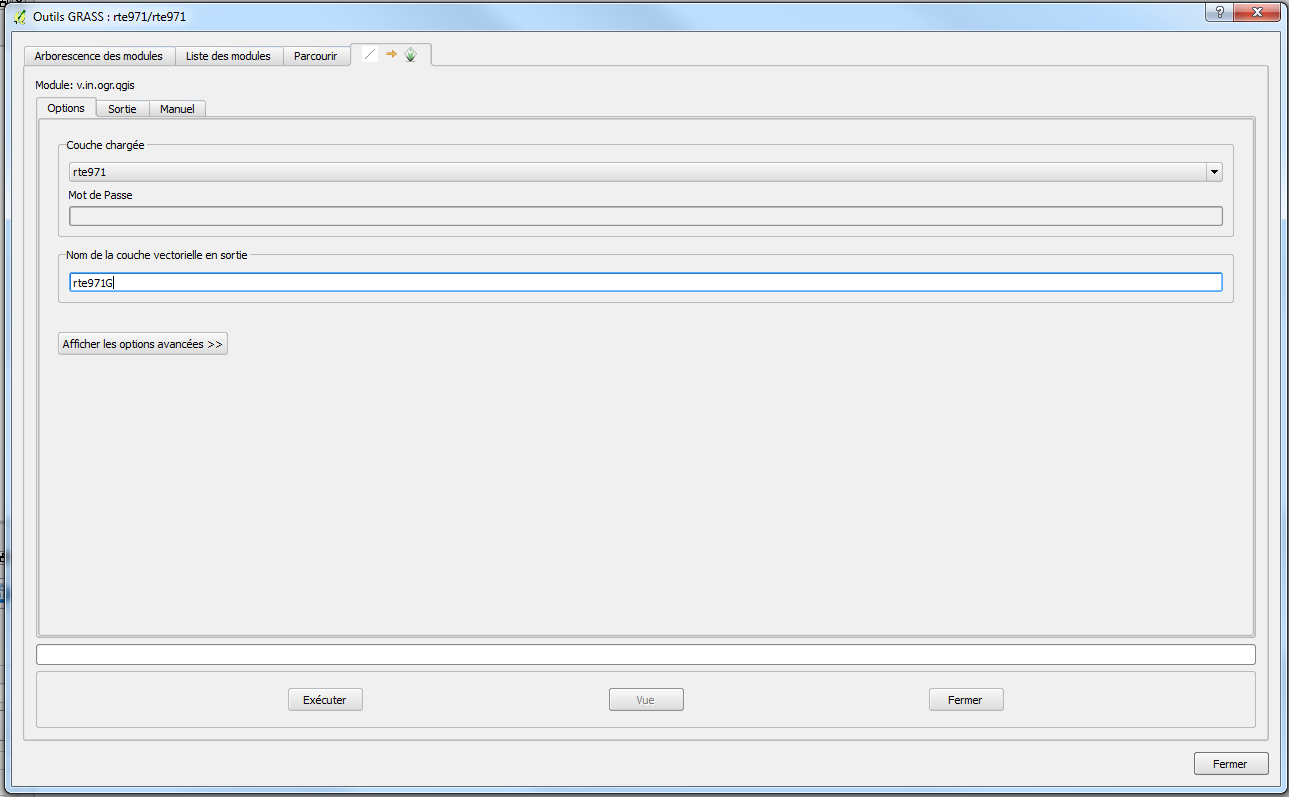 Outils GRASS : rte971/rte971
?
Arborescence des modules Liste des modules Parcourir
Module: v.in.ogr.qgis
Options Sortie Manuel
Couche chargée
rte971
Mot de Passe
Nom de la couche vectorielle en sortie
rte971G
Afficher les options avancées >>
Exécuter Vue Fermer
Fermer